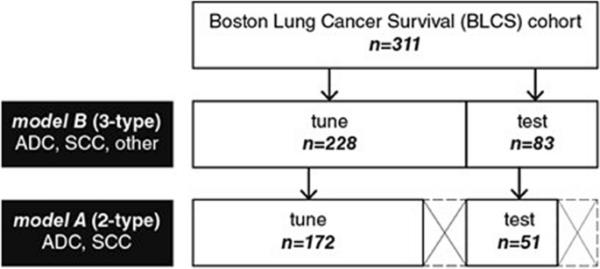 Boston Lung Cancer Survival (BLCS) cohort
n=311
model B (3-type)
ADC, SCC, other
tune
n=228
test
n=83
model A (2-type)
ADC, SCC
tune
n=172
test
n=51